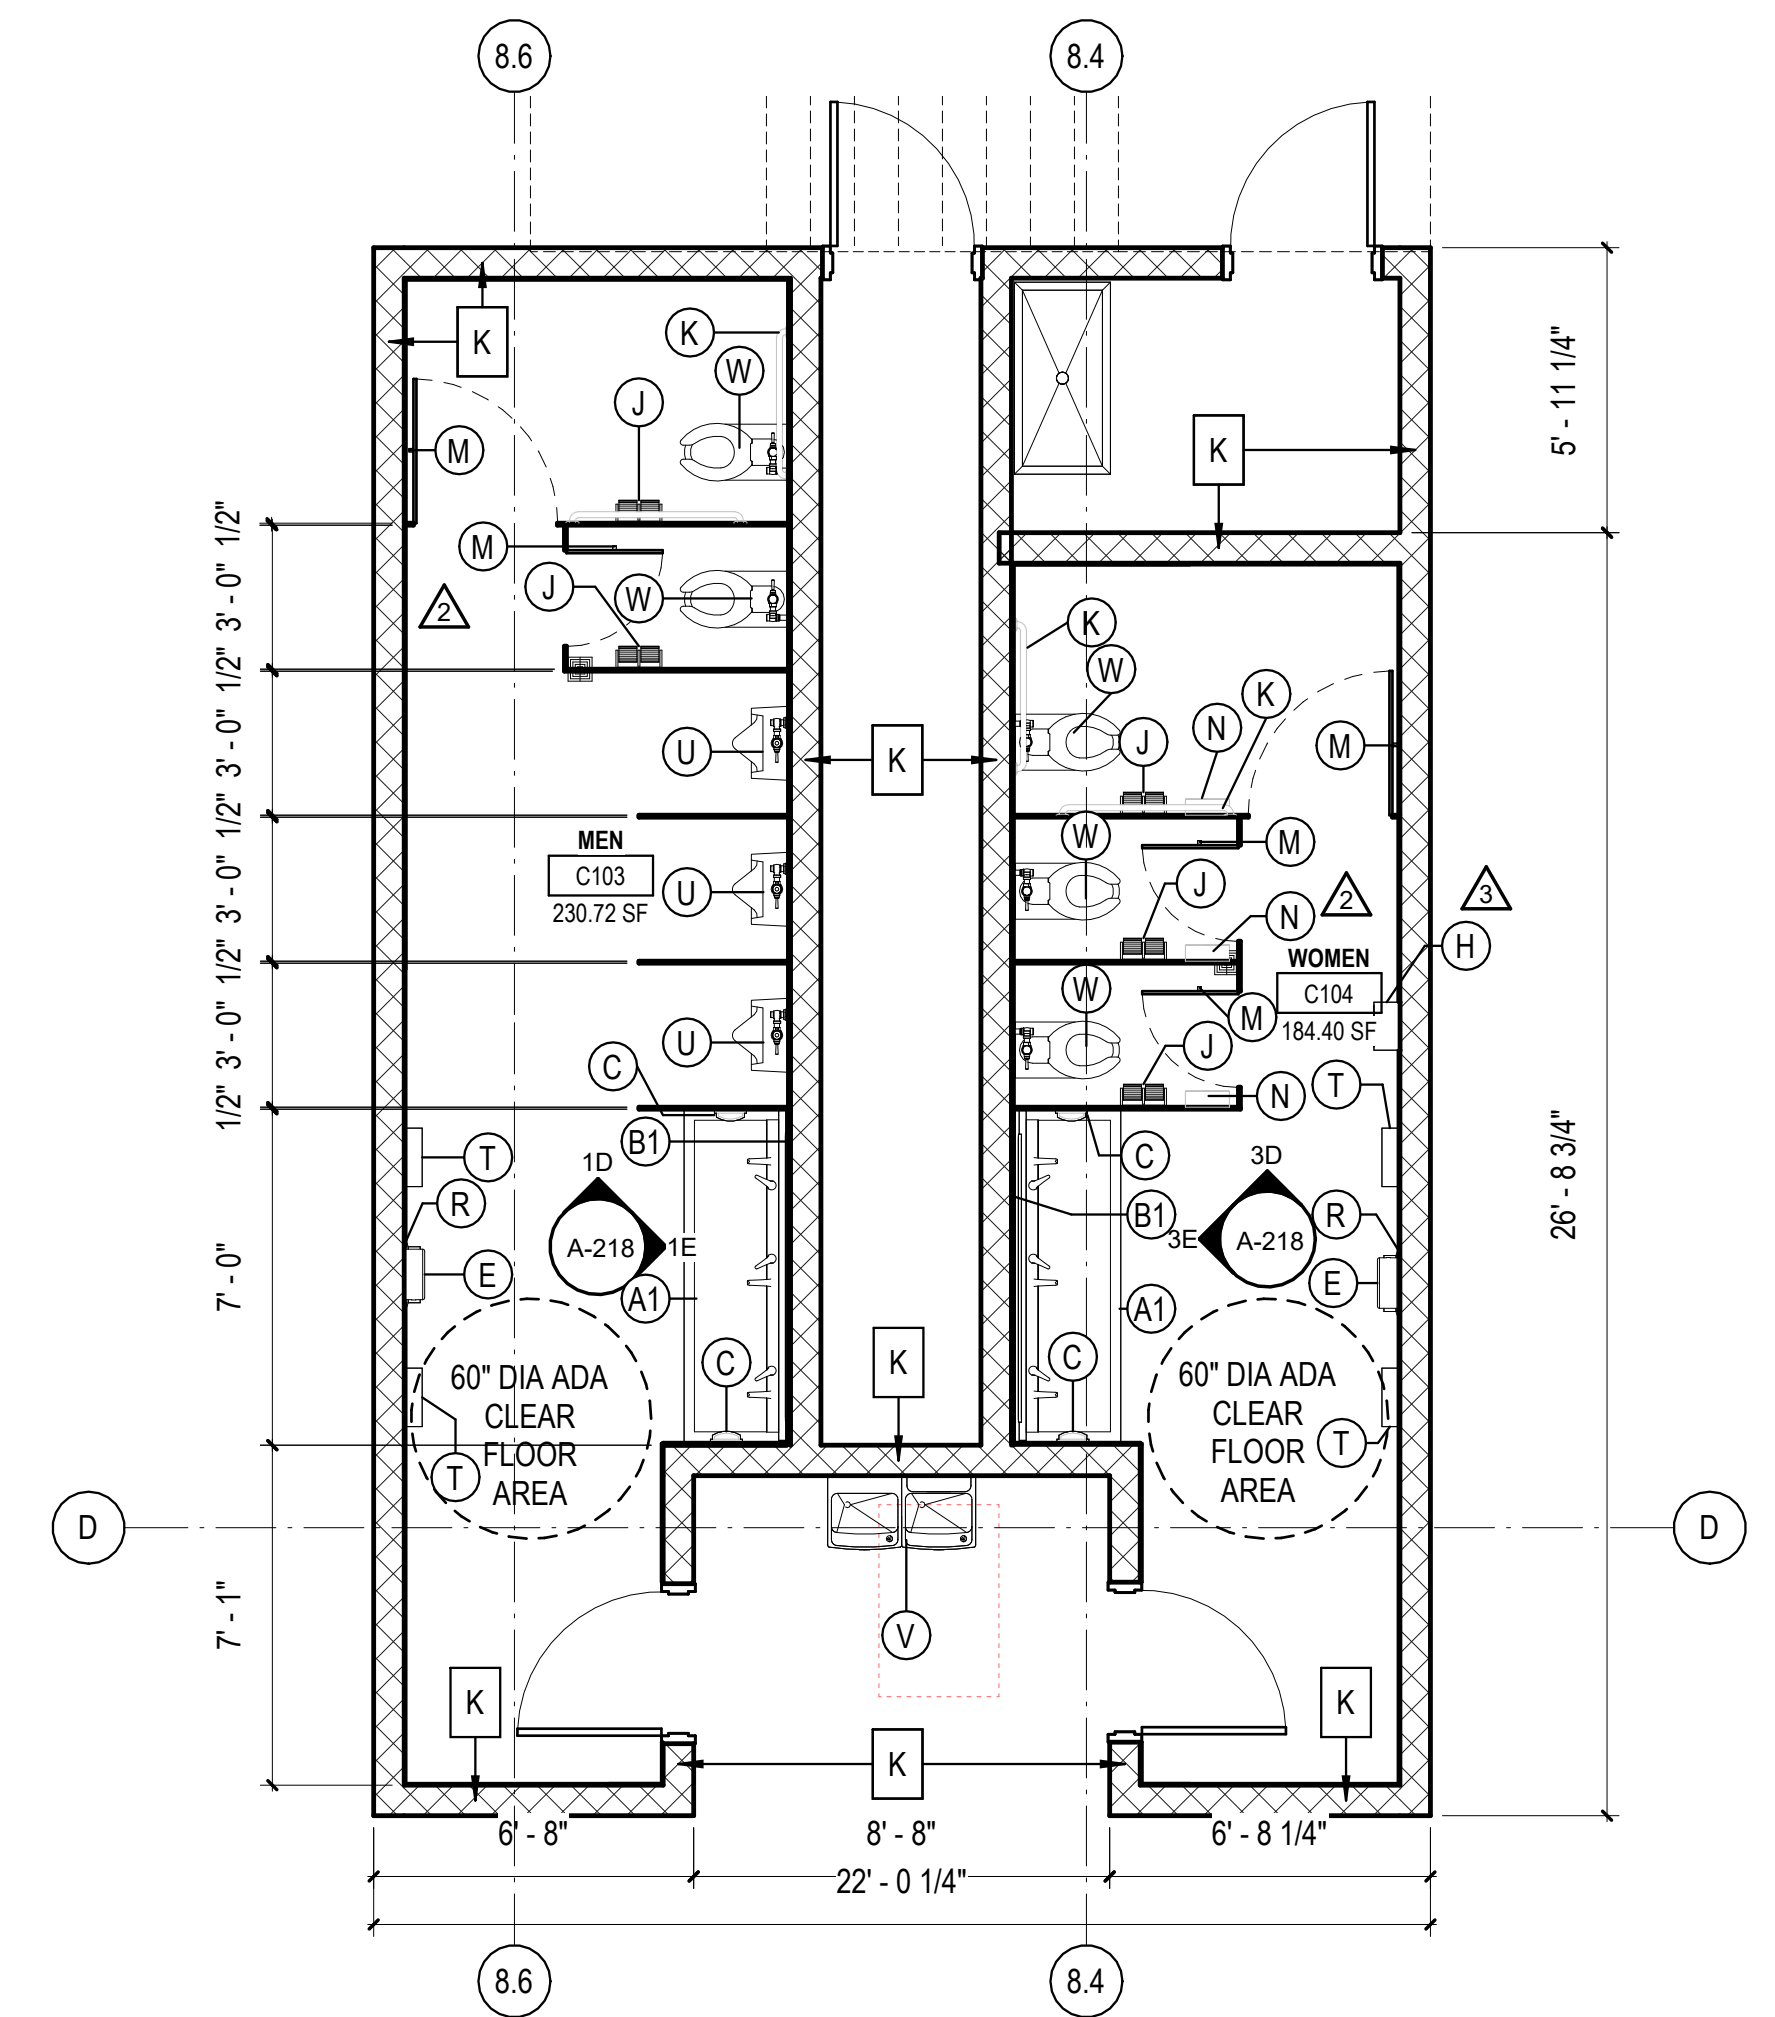 8.6
8.4
K
K
W
J
M
K
5' - 11 1/4"
M
J
W
2
1/2" 3' - 0" 1/2" 3' - 0" 1/2" 3' - 0" 1/2" 3' - 0" 1/2"
K
W
K
N
J
M
U
K
MEN
C103
230.72 SF
U
W
M
J
N
2
3
H
WOMEN
C104
184.40 SF
W
M
J
N
T
U
C
B1
T
1D
R
A-218
1E
E
A1
C
C
3D
B1
3E
A-218
R
E
A1
C
26' - 8 3/4"
7' - 0"
60" DIA ADA
CLEAR
FLOOR
AREA
T
K
60" DIA ADA
CLEAR
FLOOR
AREA
T
D
D
7' - 1"
V
K
K
K
6' - 8"
8' - 8"
6' - 8 1/4"
22' - 0 1/4"
8.6
8.4